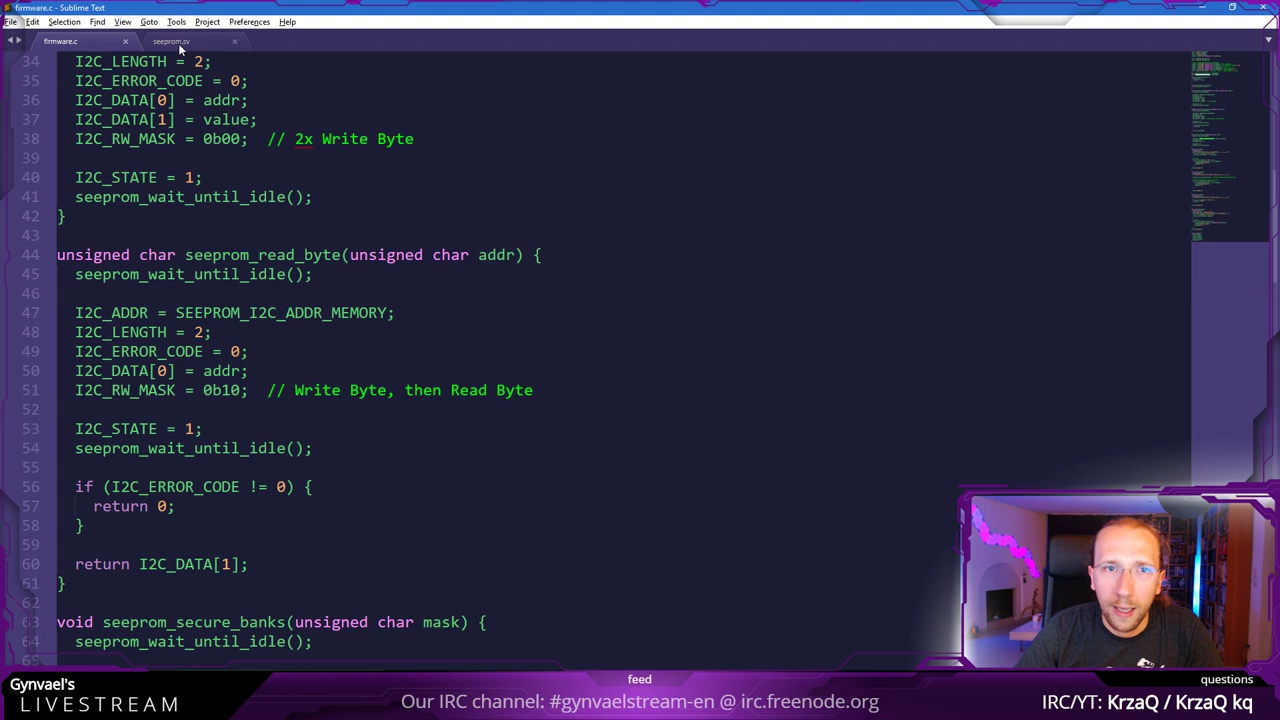 firmware.c - Sublime Text
File Edit Selection Find View Goto Tools Project Preferences Help
firmware.c seeprom.sv
34 I2C_LENGTH = 2;
35 I2C_ERROR_CODE = 0;
36 I2C_DATA[0] = addr;
37 I2C_DATA[1] = value;
38 I2C_RW_MASK = 0b00;  // 2x Write Byte
39
40 I2C_STATE = 1;
41 seeprom_wait_until_idle();
42 }
43
44 unsigned char seeprom_read_byte(unsigned char addr) {
45 seeprom_wait_until_idle();
46
47 I2C_ADDR = SEEPROM_I2C_ADDR_MEMORY;
48 I2C_LENGTH = 2;
49 I2C_ERROR_CODE = 0;
50 I2C_DATA[0] = addr;
51 I2C_RW_MASK = 0b10;  // Write Byte, then Read Byte
52
53 I2C_STATE = 1;
54 seeprom_wait_until_idle();
55
56 if (I2C_ERROR_CODE != 0) {
57 return 0;
58 }
59
60 return I2C_DATA[1];
61 }
62
63 void seeprom_secure_banks(unsigned char mask) {
64 seeprom_wait_until_idle();
65
Gynvael's
LIVESTREAM
feed
Our IRC channel: #gynvaelstream-en @ irc.freenode.org
questions
IRC/YT: KrzaQ / KrzaQ kq